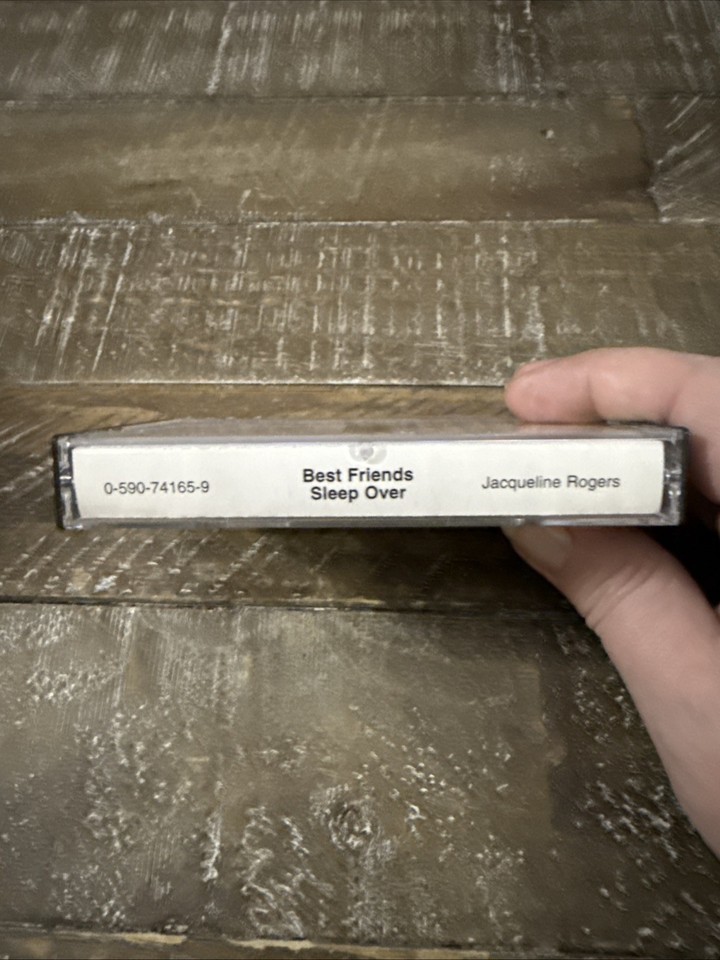 0-590-74165-9
Best Friends
Sleep Over
Jacqueline Rogers